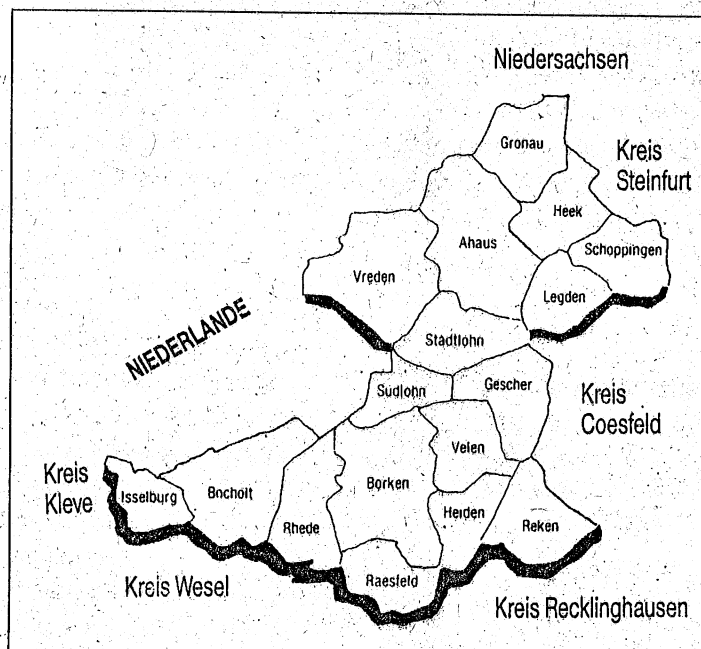 Niedersachsen
Gronau
Kreis
Steinfurt
Heek
Ahaus
Schoppingen
Vreden
Legden
NIEDERLANDE
Stadtlohn
Sudlohn
Gescher
Kreis
Coesfeld
Velen
Kreis
Kleve
Isselburg
Bocholt
Borken
Rhede
Heiden
Reken
Raesfeld
Kreis Wesel
Kreis Recklinghausen